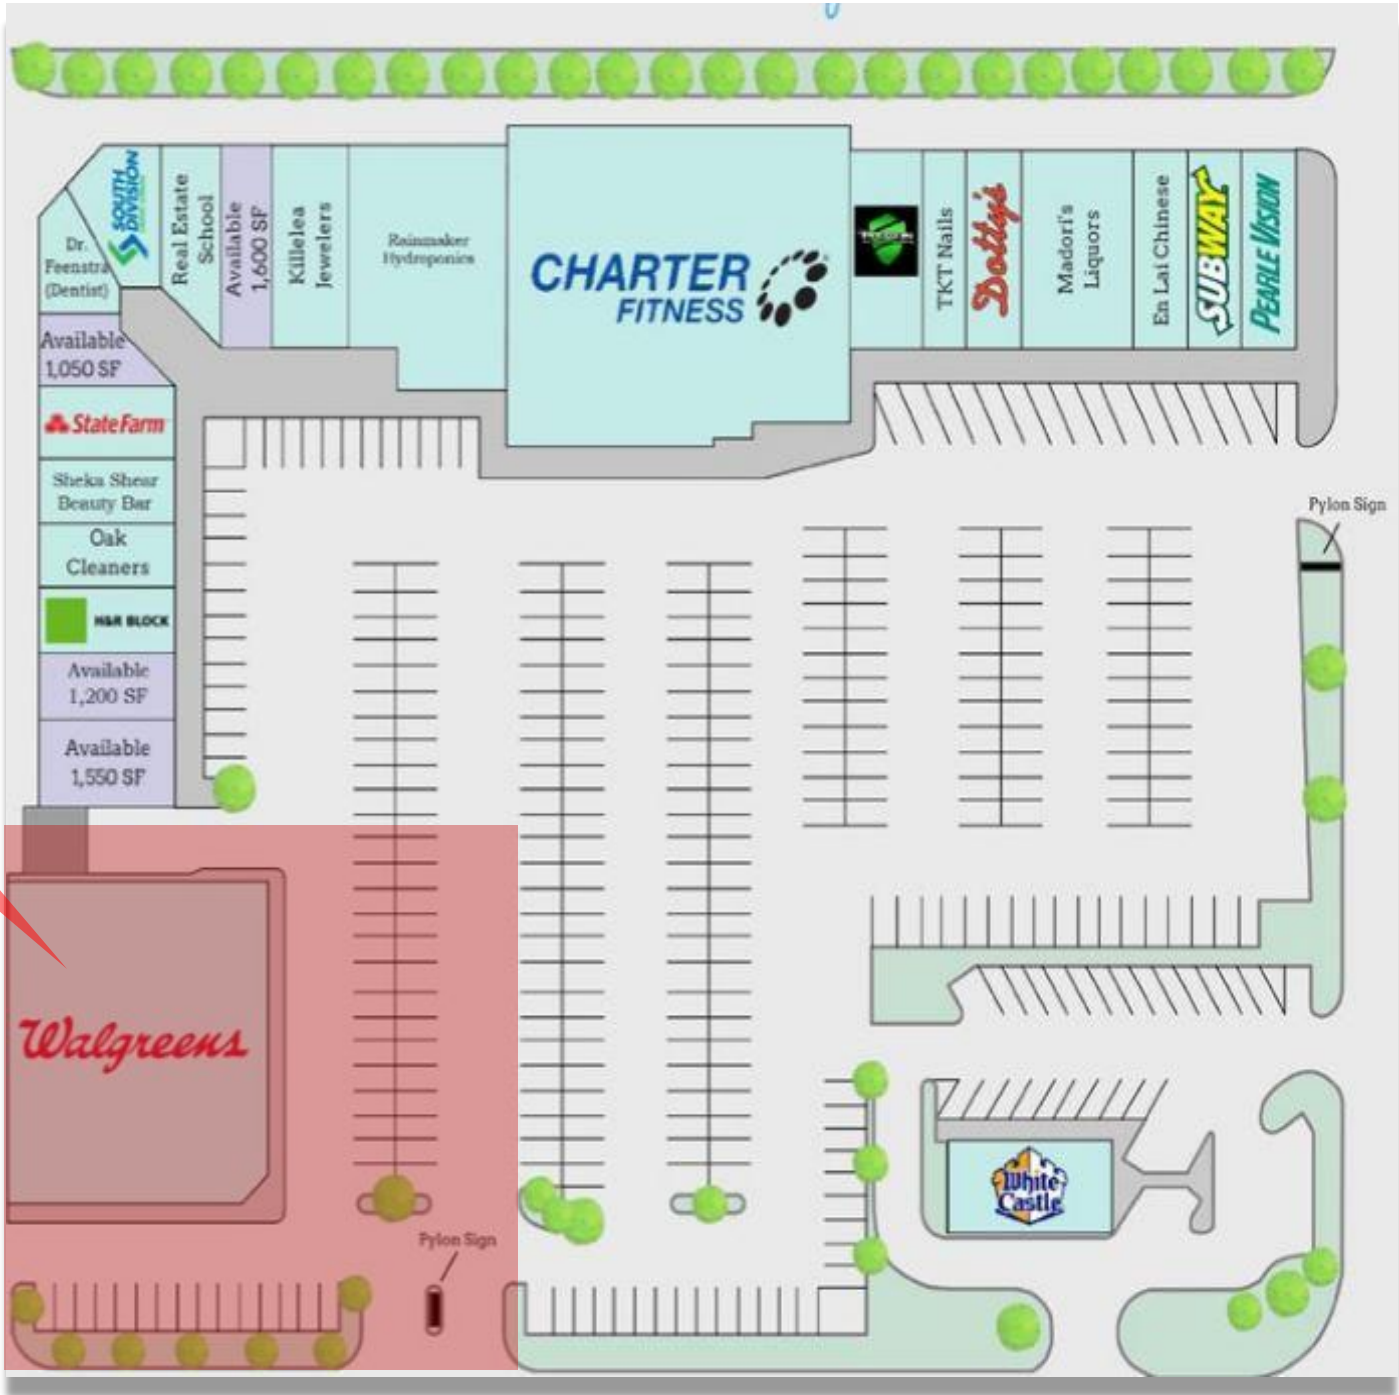 SOUTH
DIVISION
Real Estate
School
Available
1,600 SF
Killelea
Jewelers
Rainmaker
Hydroponics
CHARTER
FITNESS
TKT Nails
Dotty's
Madori's
Liquors
En Lai Chinese
SUBWAY
PEARLE VISION
Dr.
Feenstra
(Dentist)
Available
1,050 SF
StateFarm
Sheka Shear
Beauty Bar
Oak
Cleaners
H&R BLOCK
Available
1,200 SF
Available
1,550 SF
Pylon Sign
Walgreens
White
Castle
Pylon Sign